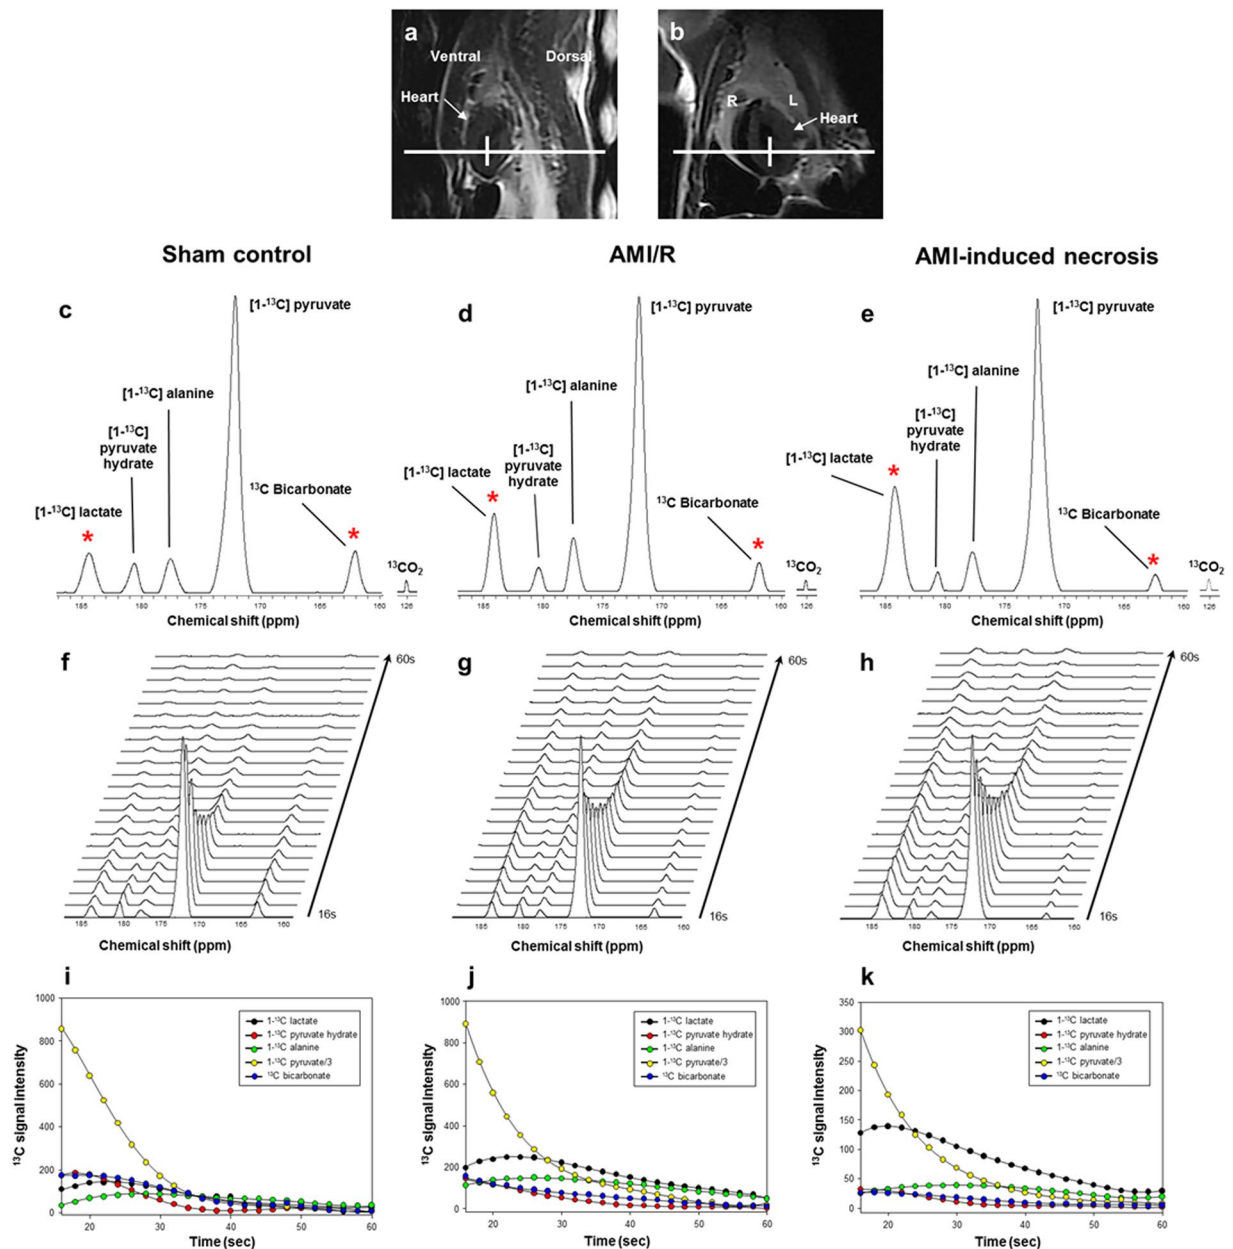 a
Ventral
Dorsal
Heart
b
R
L
Heart
Sham control
AMI/R
AMI-induced necrosis
c
[1-¹³C] pyruvate
[1-¹³C] alanine
[1-¹³C]
pyruvate
hydrate
¹³C Bicarbonate
[1-¹³C] lactate
*
*
¹³CO₂
185 180 175 170 165 160 126
Chemical shift (ppm)
d
[1-¹³C] pyruvate
[1-¹³C] alanine
[1-¹³C]
pyruvate
hydrate
[1-¹³C] lactate
¹³C Bicarbonate
*
*
¹³CO₂
185 180 175 170 165 160 126
Chemical shift (ppm)
e
[1-¹³C] pyruvate
[1-¹³C] alanine
[1-¹³C]
pyruvate
hydrate
[1-¹³C] lactate
¹³C Bicarbonate
*
*
¹³CO₂
185 180 175 170 165 160 126
Chemical shift (ppm)
f
60s
16s
185 180 175 170 165 160
Chemical shift (ppm)
g
60s
16s
185 180 175 170 165 160
Chemical shift (ppm)
h
60s
16s
185 180 175 170 165 160
Chemical shift (ppm)
i
¹³C signal intensity
1000
800
600
400
200
0
1-¹³C lactate
1-¹³C pyruvate hydrate
1-¹³C alanine
1-¹³C pyruvate/3
¹³C bicarbonate
20 30 40 50 60
Time (sec)
j
¹³C signal intensity
1000
800
600
400
200
0
1-¹³C lactate
1-¹³C pyruvate hydrate
1-¹³C alanine
1-¹³C pyruvate/3
¹³C bicarbonate
20 30 40 50 60
Time (sec)
k
¹³C signal intensity
350
300
250
200
150
100
50
0
1-¹³C lactate
1-¹³C pyruvate hydrate
1-¹³C alanine
1-¹³C pyruvate/3
¹³C bicarbonate
20 30 40 50 60
Time (sec)